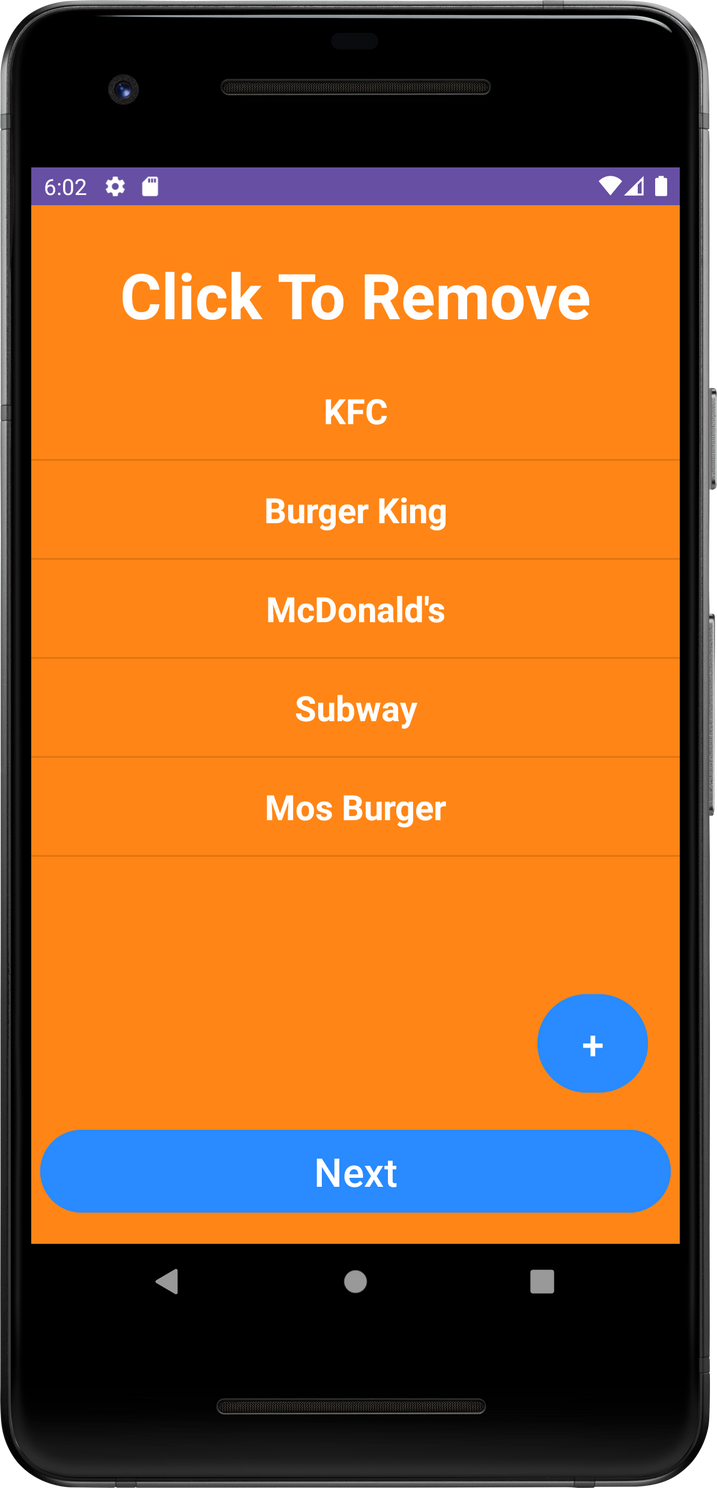 6:02
Click To Remove
KFC
Burger King
McDonald's
Subway
Mos Burger
+
Next